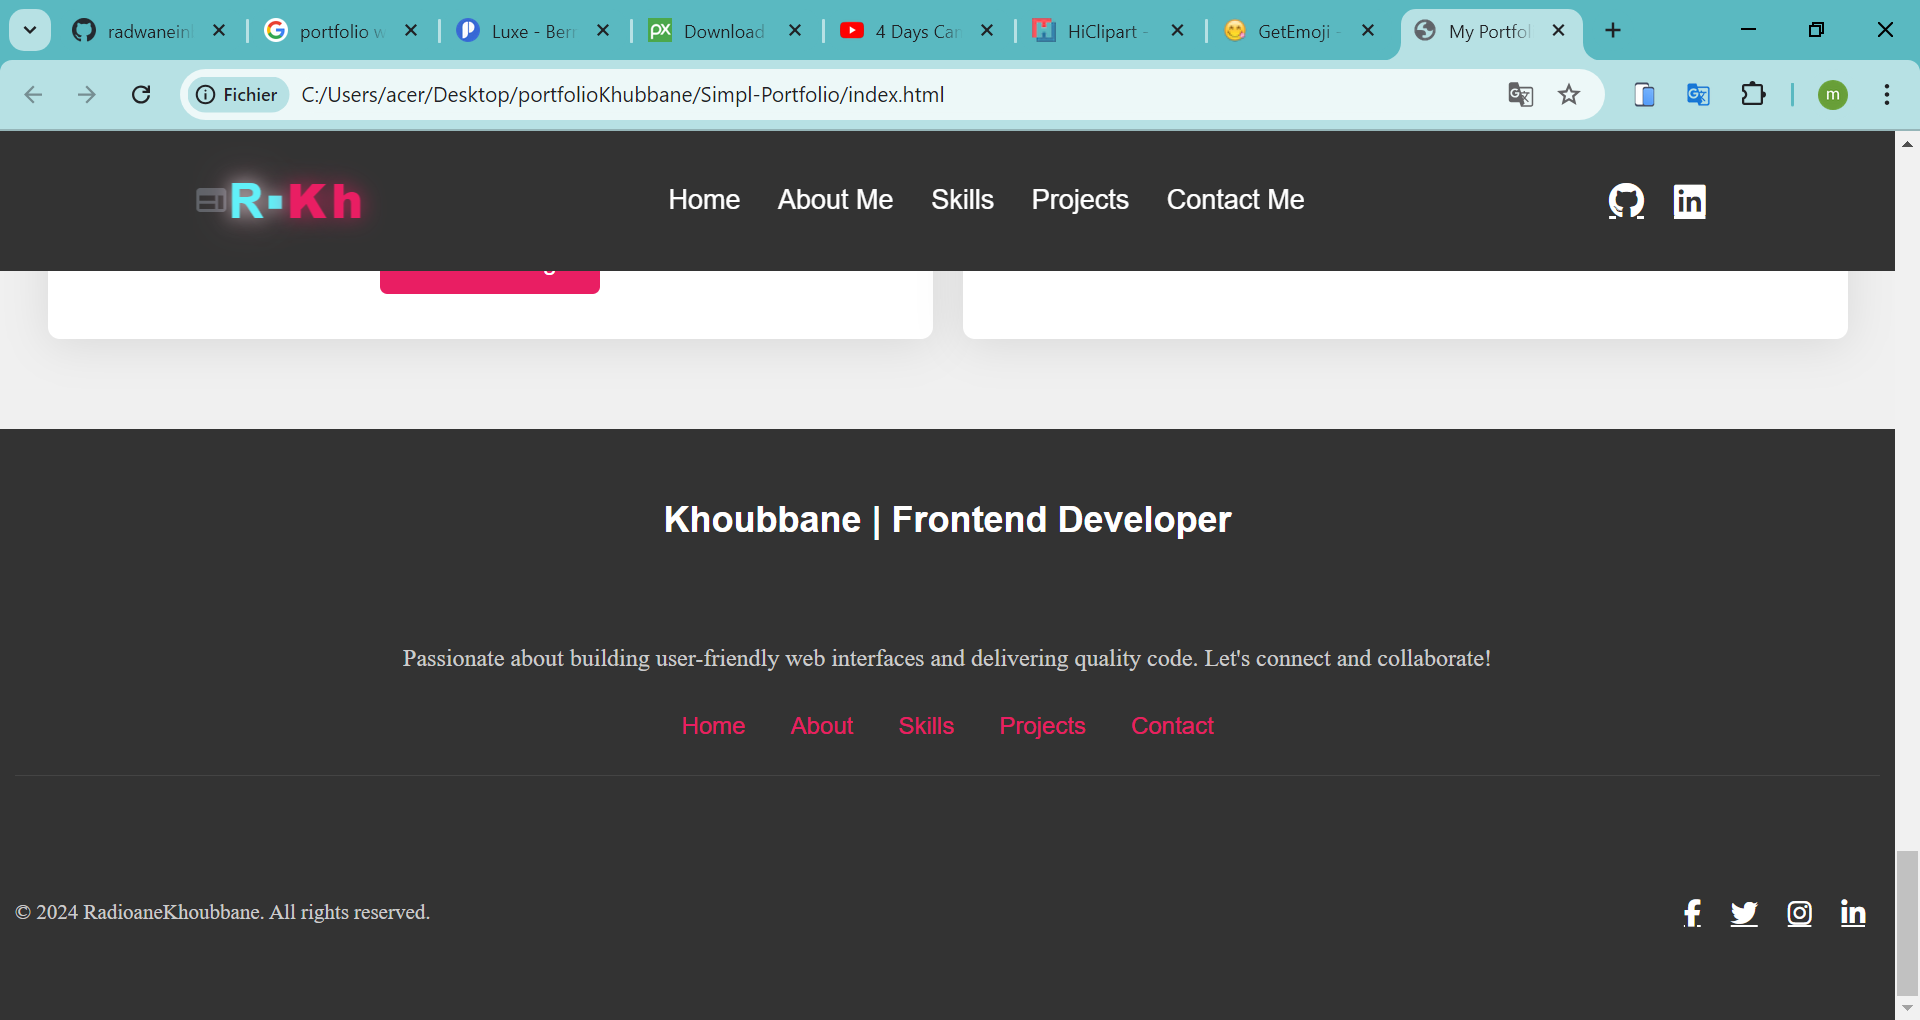 radwanein
portfolio w
Luxe - Ber
Download
4 Days Car
HiClipart -
GetEmoji -
My Portfol
Fichier
C:/Users/acer/Desktop/portfolioKhubbane/Simpl-Portfolio/index.html
m
R Kh
Home About Me Skills Projects Contact Me
Khoubbane | Frontend Developer
Passionate about building user-friendly web interfaces and delivering quality code. Let's connect and collaborate!
Home About Skills Projects Contact
© 2024 RadioaneKhoubbane. All rights reserved.